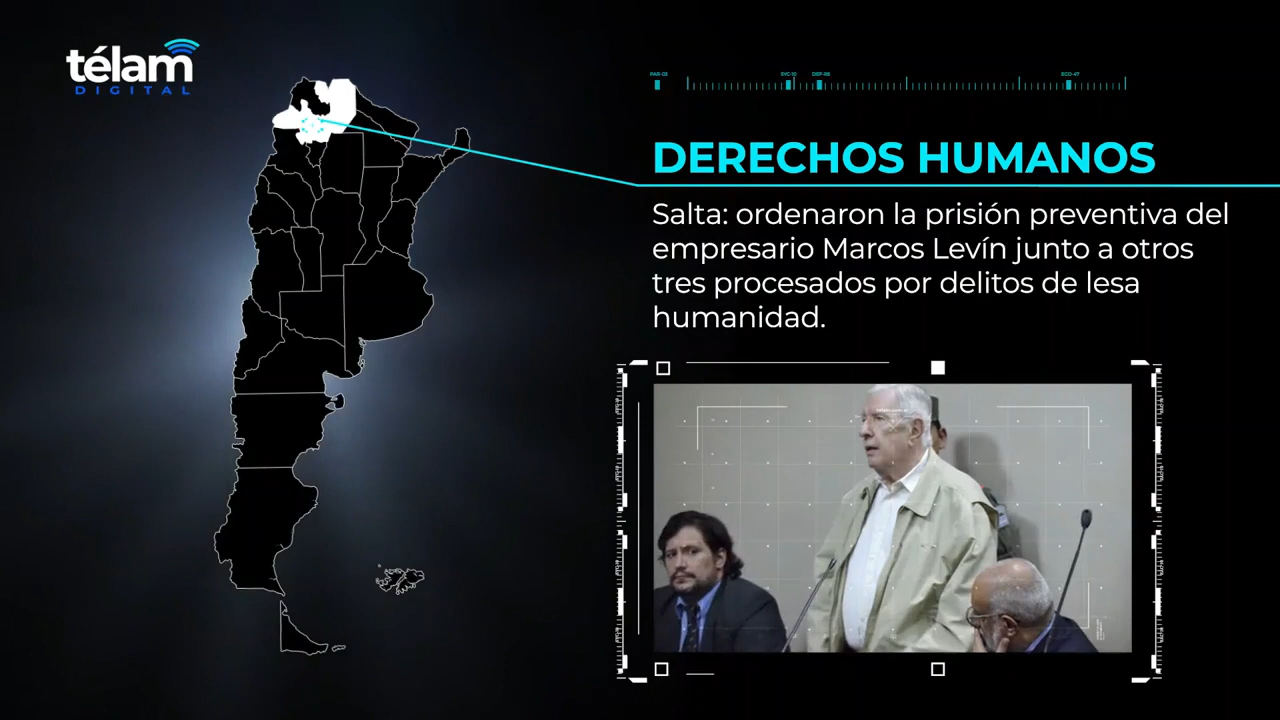 télam
DIGITAL
DERECHOS HUMANOS
Salta: ordenaron la prisión preventiva del
empresario Marcos Levín junto a otros
tres procesados por delitos de lesa
humanidad.